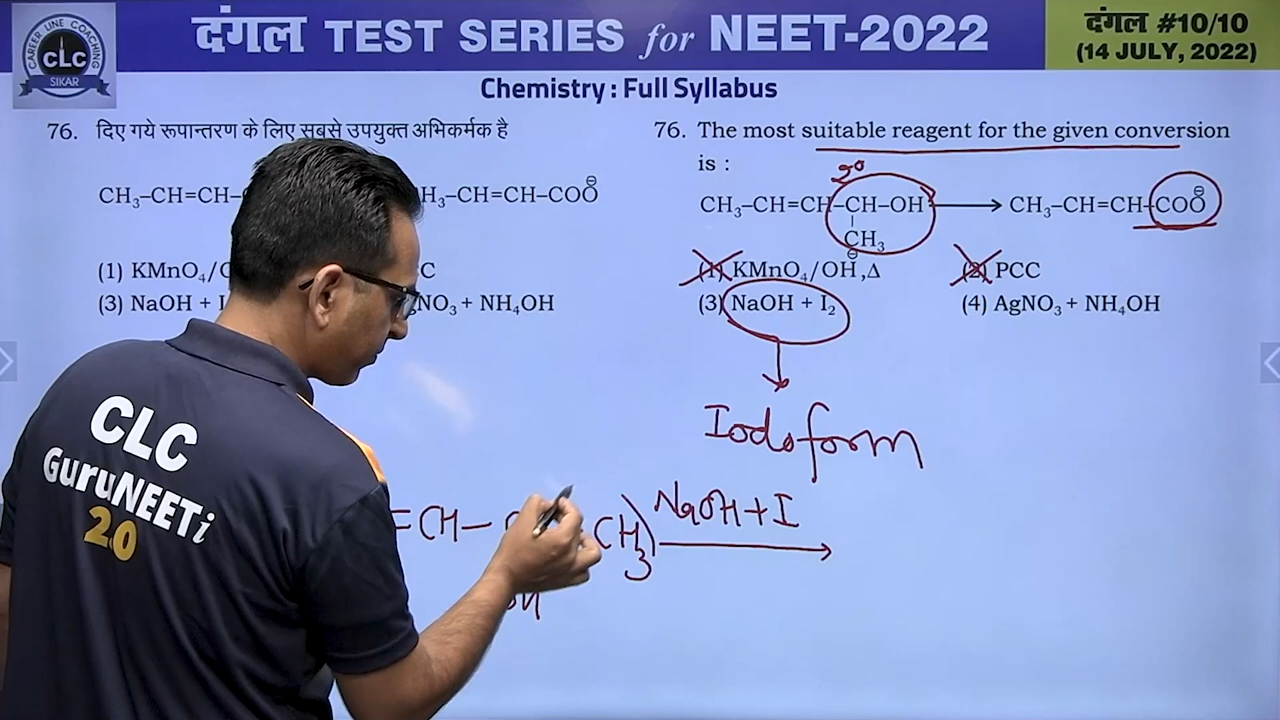 CAREER LINE COACHING
CLC
SIKAR
दंगल TEST SERIES for NEET-2022
दंगल #10/10
(14 JULY, 2022)
Chemistry : Full Syllabus
76. दिए गये रूपान्तरण के लिए सबसे उपयुक्त अभिकर्मक है
CH₃–CH=CH– –CH=CH–COO⊖
(1) KMnO₄/ C
(3) NaOH + NO₃ + NH₄OH
76. The most suitable reagent for the given conversion
is :
2°
CH₃–CH=CH–CH–OH → CH₃–CH=CH–COO⊖
CH₃
(1) KMnO₄/OH⊖,Δ (2) PCC
(3) NaOH + I₂ (4) AgNO₃ + NH₄OH
Iodoform
=CH– CH₃ NaOH+I →
CLC
GuruNEETi
2.0